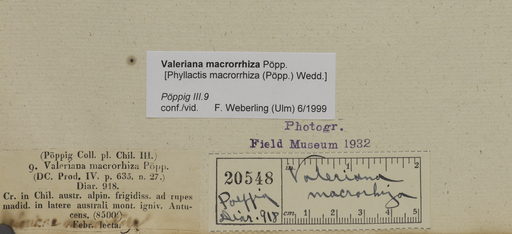 Valeriana macrorrhiza Pöpp.
[Phyllactis macrorrhiza (Pöpp.) Wedd.]
Pöppig III.9
conf./vid. F. Weberling (Ulm) 6/1999
Photogr.
Field Museum 1932
(Pöppig Coll. pl. Chil. III.)
9. Valeriana macrorrhiza Pöpp.
(DC. Prod. IV. p. 635. n. 27.)
Diar. 918.
Cr. in Chil. austr. alpin. frigidiss. ad rupes
madid. in latere australi mont. igniv. Antu-
cens. (8500')
Febr. lecta.
20548
Pöppig
Diar. 918
Valeriana
macrorhiza
1 2
cm. 1 2 3 4 5